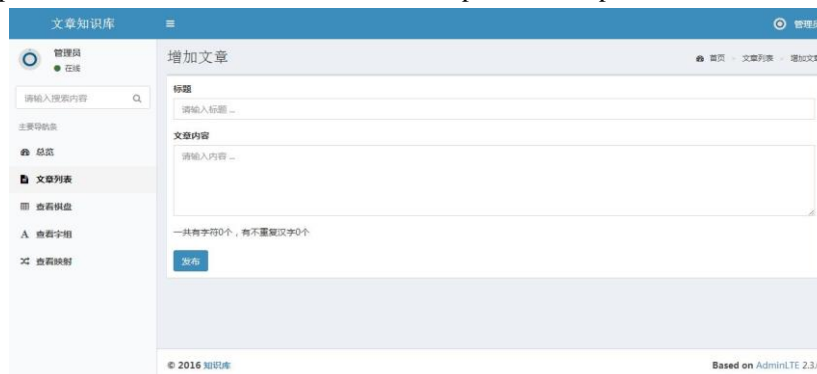 文章知识库
管理员
管理员
在线
请输入搜索内容
主要导航条
总览
文章列表
查看棋盘
A 查看字组
查看映射
增加文章
首页 > 文章列表 > 增加文章
标题
请输入标题 ...
文章内容
请输入内容 ...
一共有字符0个,有不重复汉字0个
发布
© 2016 知识库
Based on AdminLTE 2.3.